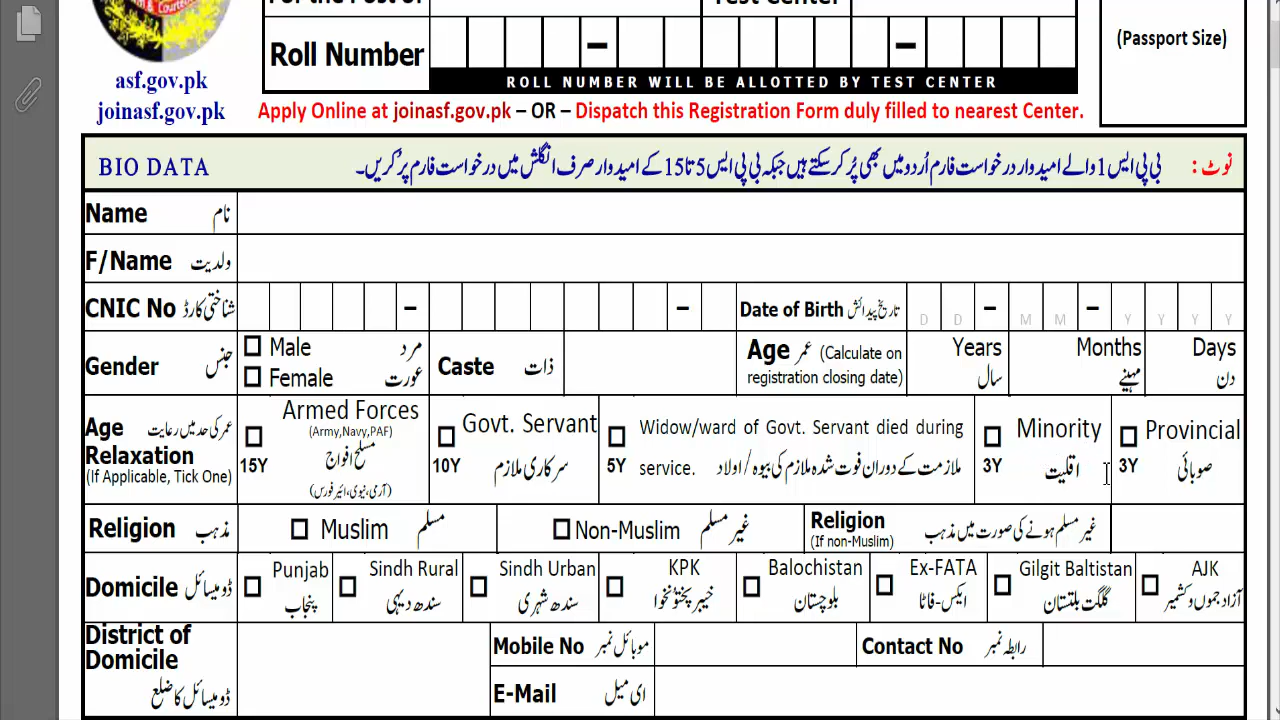 For the Post of
Test Center
Roll Number – –
ROLL NUMBER WILL BE ALLOTTED BY TEST CENTER
(Passport Size)
asf.gov.pk
joinasf.gov.pk
Apply Online at joinasf.gov.pk – OR – Dispatch this Registration Form duly filled to nearest Center.
BIO DATA نوٹ: بی پی ایس 1 والے امیدوار درخواست فارم اُردو میں بھی پُر کر سکتے ہیں جبکہ بی پی ایس 5 تا 15 کے امیدوار صرف انگلش میں درخواست فارم پُر کریں۔
Name نام
F/Name ولدیت
CNIC No شناختی کارڈ – – Date of Birth تاریخ پیدائش D D – M M – Y Y Y Y
Gender جنس
Male مرد
Female عورت
Caste ذات
Age عمر (Calculate on
registration closing date)
Years
سال
Months
مہینے
Days
دن
Age عمر کی حد میں رعایت
Relaxation
(If Applicable, Tick One)
Armed Forces
(Army,Navy,PAF)
15Y مسلح افواج
(آرمی، نیوی، ائیر فورس)
Govt. Servant
10Y سرکاری ملازم
Widow/ward of Govt. Servant died during
5Y service. ملازمت کے دوران فوت شدہ ملازم کی بیوہ / اولاد
Minority
3Y اقلیت
Provincial
3Y صوبائی
Religion مذہب
Muslim مسلم
Non-Muslim غیر مسلم
Religion
(If non-Muslim)
غیر مسلم ہونے کی صورت میں مذہب
Domicile ڈومیسائل
Punjab
پنجاب
Sindh Rural
سندھ دیہی
Sindh Urban
سندھ شہری
KPK
خیبر پختونخوا
Balochistan
بلوچستان
Ex-FATA
ایکس-فاٹا
Gilgit Baltistan
گلگت بلتستان
AJK
آزاد جموں و کشمیر
District of
Domicile
ڈومیسائل کا ضلع
Mobile No موبائل نمبر
Contact No رابطہ نمبر
E-Mail ای میل